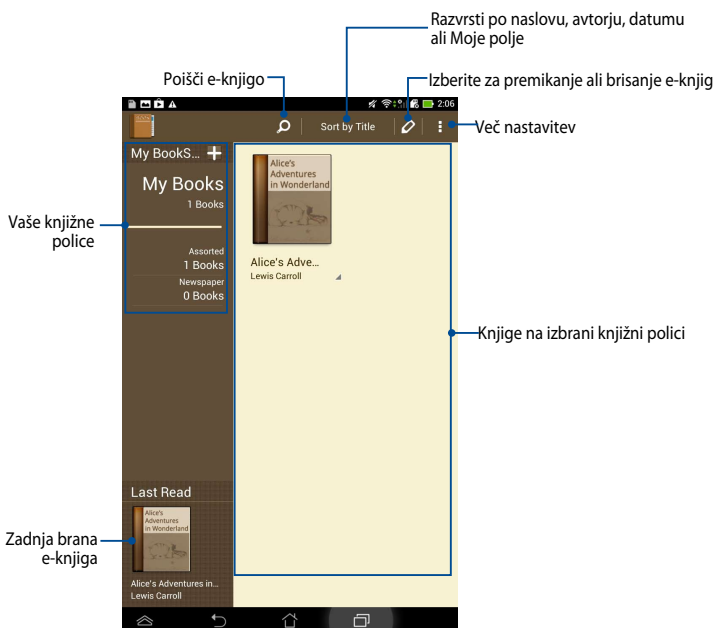 Razvrsti po naslovu, avtorju, datumu
ali Moje polje
Poišči e-knjigo
Izberite za premikanje ali brisanje e-knjig
2:06
Sort by Title
Več nastavitev
My BookS...
My Books
1 Books
Assorted
1 Books
Newspaper
0 Books
Vaše knjižne
police
Alice's
Adventures
in Wonderland
Alice's Adve...
Lewis Carroll
Knjige na izbrani knjižni polici
Last Read
Alice's
Adventures
in Wonderland
Alice's Adventures in...
Lewis Carroll
Zadnja brana
e-knjiga